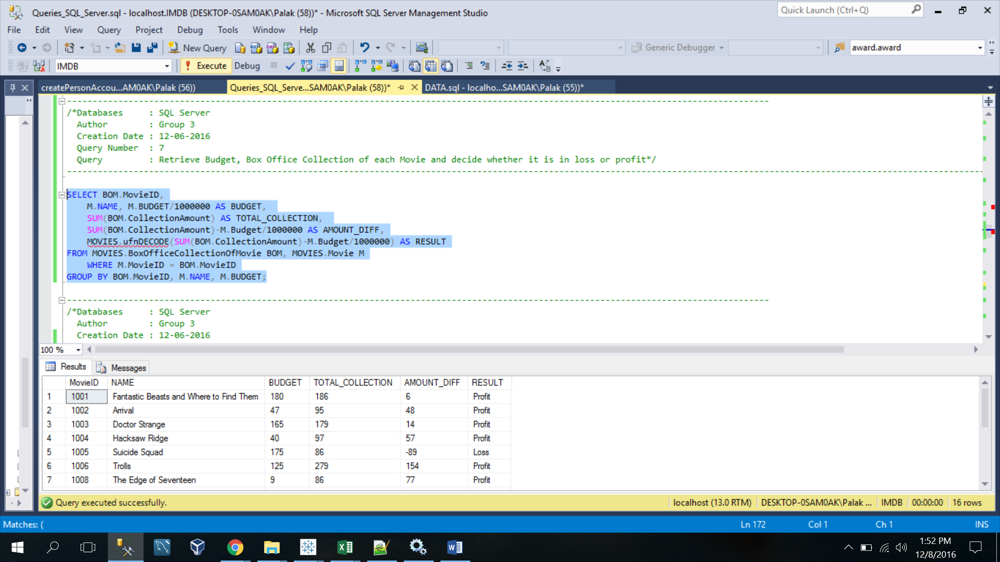 Queries_SQL_Server.sql - localhost.IMDB (DESKTOP-0SAM0AK\Palak (58))* - Microsoft SQL Server Management Studio
Quick Launch (Ctrl+Q)
File Edit View Query Project Debug Tools Window Help
New Query
Generic Debugger
award.award
IMDB
Execute
Debug
createPersonAccou...AM0AK\Palak (56))
Queries_SQL_Serve...SAM0AK\Palak (58))*
DATA.sql - localho...SAM0AK\Palak (55))*
/*Databases : SQL Server
Author : Group 3
Creation Date : 12-06-2016
Query Number : 7
Query : Retrieve Budget, Box Office Collection of each Movie and decide whether it is in loss or profit*/
SELECT BOM.MovieID,
M.NAME, M.BUDGET/1000000 AS BUDGET,
SUM(BOM.CollectionAmount) AS TOTAL_COLLECTION,
SUM(BOM.CollectionAmount)-M.Budget/1000000 AS AMOUNT_DIFF,
MOVIES.ufnDECODE(SUM(BOM.CollectionAmount)-M.Budget/1000000) AS RESULT
FROM MOVIES.BoxOfficeCollectionOfMovie BOM, MOVIES.Movie M
WHERE M.MovieID = BOM.MovieID
GROUP BY BOM.MovieID, M.NAME, M.BUDGET;
/*Databases : SQL Server
Author : Group 3
Creation Date : 12-06-2016
100 %
Results Messages
MovieID NAME BUDGET TOTAL_COLLECTION AMOUNT_DIFF RESULT
1 1001 Fantastic Beasts and Where to Find Them 180 186 6 Profit
2 1002 Arrival 47 95 48 Profit
3 1003 Doctor Strange 165 179 14 Profit
4 1004 Hacksaw Ridge 40 97 57 Profit
5 1005 Suicide Squad 175 86 -89 Loss
6 1006 Trolls 125 279 154 Profit
7 1008 The Edge of Seventeen 9 86 77 Profit
Query executed successfully.
localhost (13.0 RTM) DESKTOP-0SAM0AK\Palak ... IMDB 00:00:00 16 rows
Matches: (
Ln 172 Col 1 Ch 1 INS
1:52 PM
12/8/2016